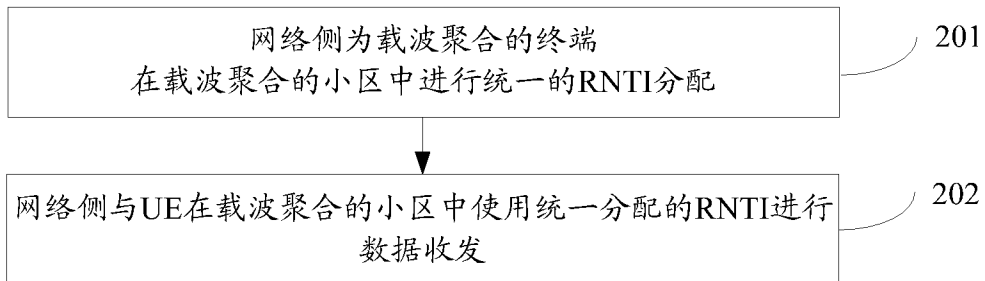 网络侧为载波聚合的终端
在载波聚合的小区中进行统一的RNTI分配
201
网络侧与UE在载波聚合的小区中使用统一分配的RNTI进行
数据收发
202